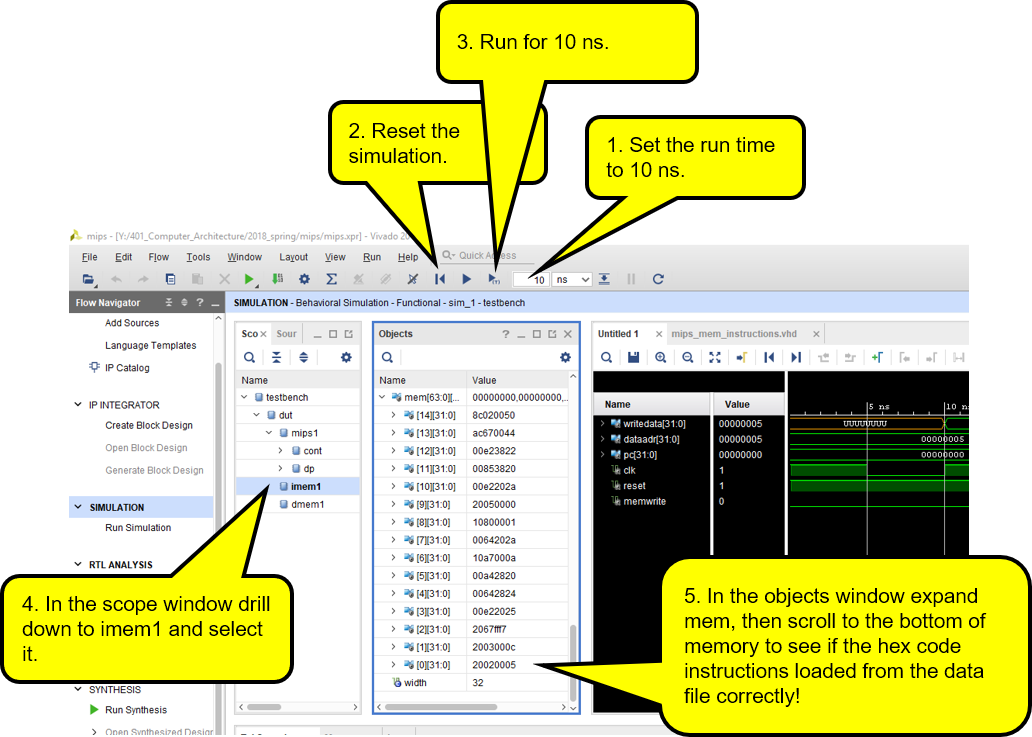 3. Run for 10 ns.
2. Reset the
simulation.
1. Set the run time
to 10 ns.
mips - [Y:/401_Computer_Architecture/2018_spring/mips/mips.xpr] - Vivado 20
File Edit Flow Tools Window Layout View Run Help Quick Access
10 ns
Flow Navigator
SIMULATION - Behavioral Simulation - Functional - sim_1 - testbench
Add Sources
Language Templates
IP Catalog
IP INTEGRATOR
Create Block Design
Open Block Design
Generate Block Design
SIMULATION
Run Simulation
RTL ANALYSIS
SYNTHESIS
Run Synthesis
Open Synthesized Design
Sco Sour
Name
testbench
dut
mips1
cont
dp
imem1
dmem1
Objects
Name Value
mem[63:0][... 00000000,00000000,...
[14][31:0] 8c020050
[13][31:0] ac670044
[12][31:0] 00e23822
[11][31:0] 00853820
[10][31:0] 00e2202a
[9][31:0] 20050000
[8][31:0] 10800001
[7][31:0] 0064202a
[6][31:0] 10a7000a
[5][31:0] 00a42820
[4][31:0] 00642824
[3][31:0] 00e22025
[2][31:0] 2067fff7
[1][31:0] 2003000c
[0][31:0] 20020005
width 32
Untitled 1 mips_mem_instructions.vhd
Name Value
5 ns 10 ns
writedata[31:0] 00000005 UUUUUUUU
dataadr[31:0] 00000005 00000005
pc[31:0] 00000000 00000000
clk 1
reset 1
memwrite 0
4. In the scope window drill
down to imem1 and select
it.
5. In the objects window expand
mem, then scroll to the bottom of
memory to see if the hex code
instructions loaded from the data
file correctly!